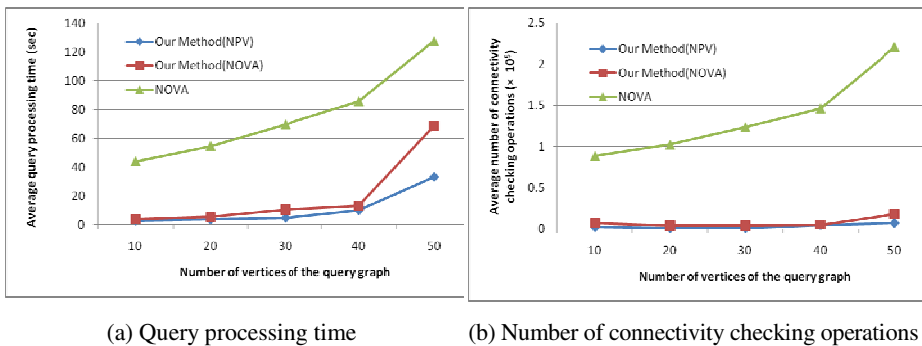 140
120
100
80
60
40
20
0
Average query processing time (sec)
Our Method(NPV)
Our Method(NOVA)
NOVA
10 20 30 40 50
Number of vertices of the query graph
(a) Query processing time
2.5
2
1.5
1
0.5
0
Average number of connectivity
checking operations (× 10⁵)
Our Method(NPV)
Our Method(NOVA)
NOVA
10 20 30 40 50
Number of vertices of the query graph
(b) Number of connectivity checking operations